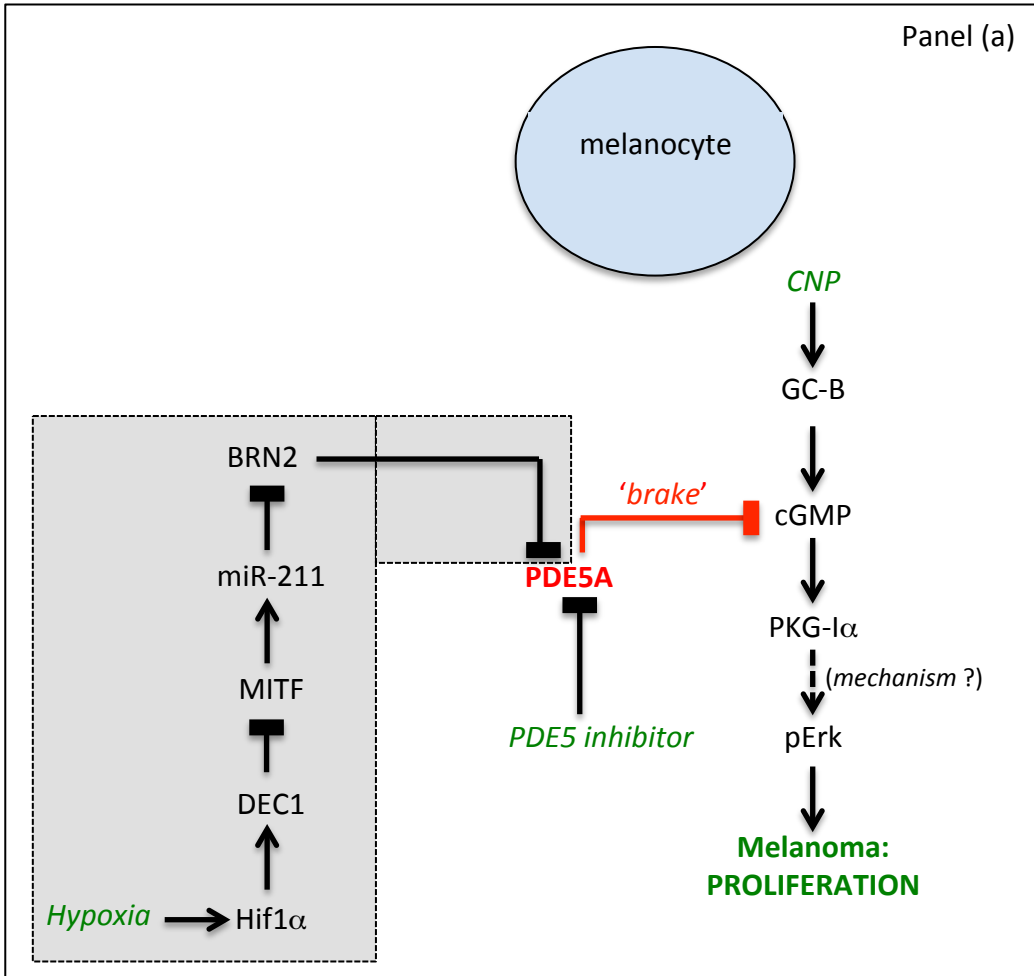 Panel (a)
melanocyte
CNP
GC-B
BRN2
‘brake’
cGMP
miR-211
PDE5A
PKG-Iα
(mechanism ?)
MITF
PDE5 inhibitor
pErk
DEC1
Melanoma:
PROLIFERATION
Hypoxia
Hif1α